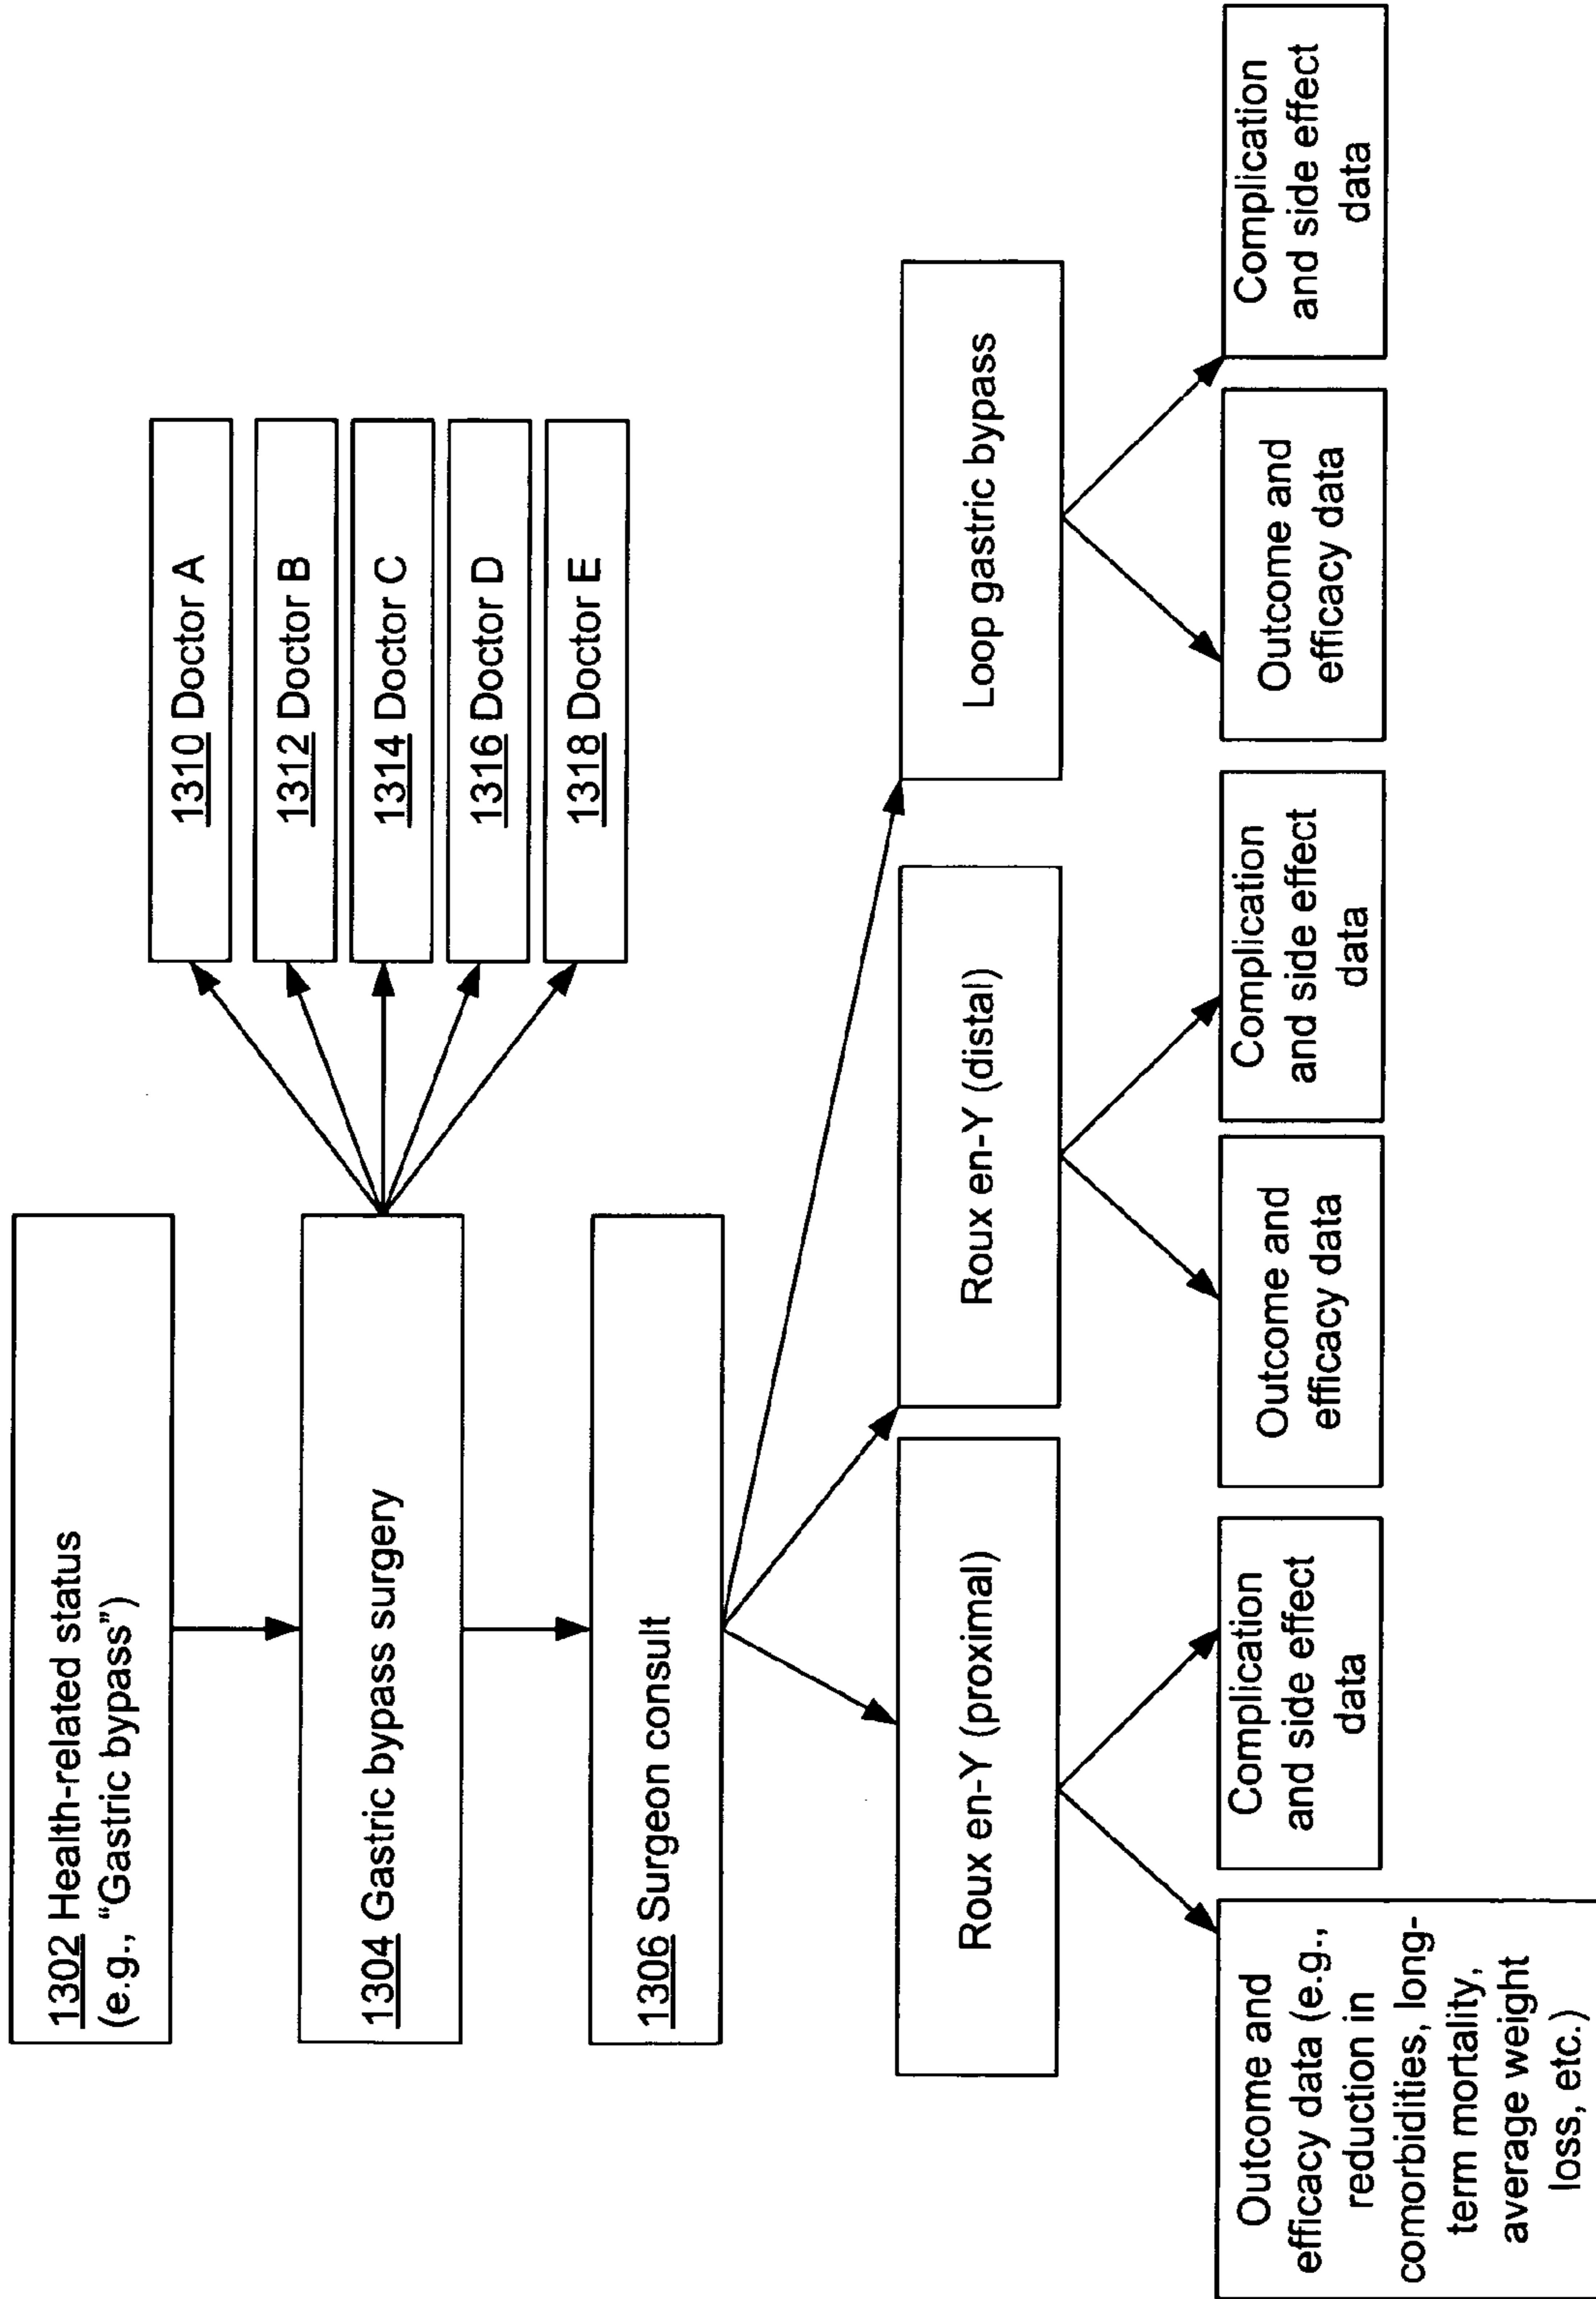 1302 Health-related status
(e.g., “Gastric bypass”)
1304 Gastric bypass surgery
1310 Doctor A
1312 Doctor B
1314 Doctor C
1316 Doctor D
1318 Doctor E
1306 Surgeon consult
Roux en-Y (proximal)
Roux en-Y (distal)
Loop gastric bypass
Outcome and
efficacy data (e.g.,
reduction in
comorbidities, long-
term mortality,
average weight
loss, etc.)
Complication
and side effect
data
Outcome and
efficacy data
Complication
and side effect
data
Outcome and
efficacy data
Complication
and side effect
data